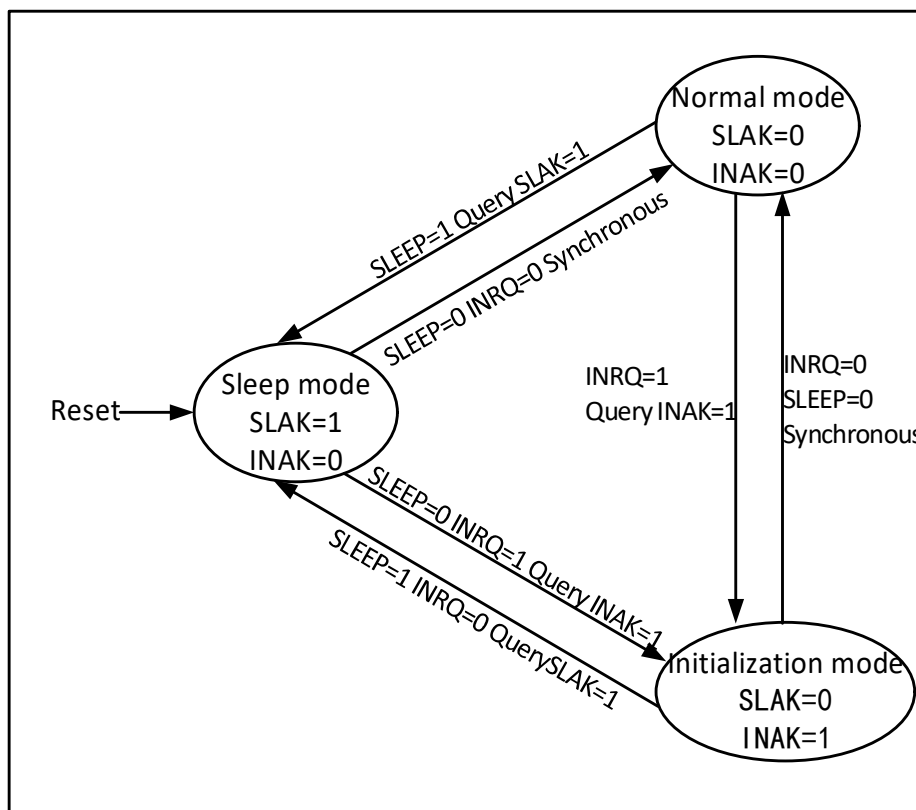 Normal mode
SLAK=0
INAK=0
SLEEP=1 Query SLAK=1
SLEEP=0 INRQ=0 Synchronous
INRQ=1
Query INAK=1
INRQ=0
SLEEP=0
Synchronous
Reset
Sleep mode
SLAK=1
INAK=0
SLEEP=0 INRQ=1 Query INAK=1
SLEEP=1 INRQ=0 QuerySLAK=1
Initialization mode
SLAK=0
INAK=1